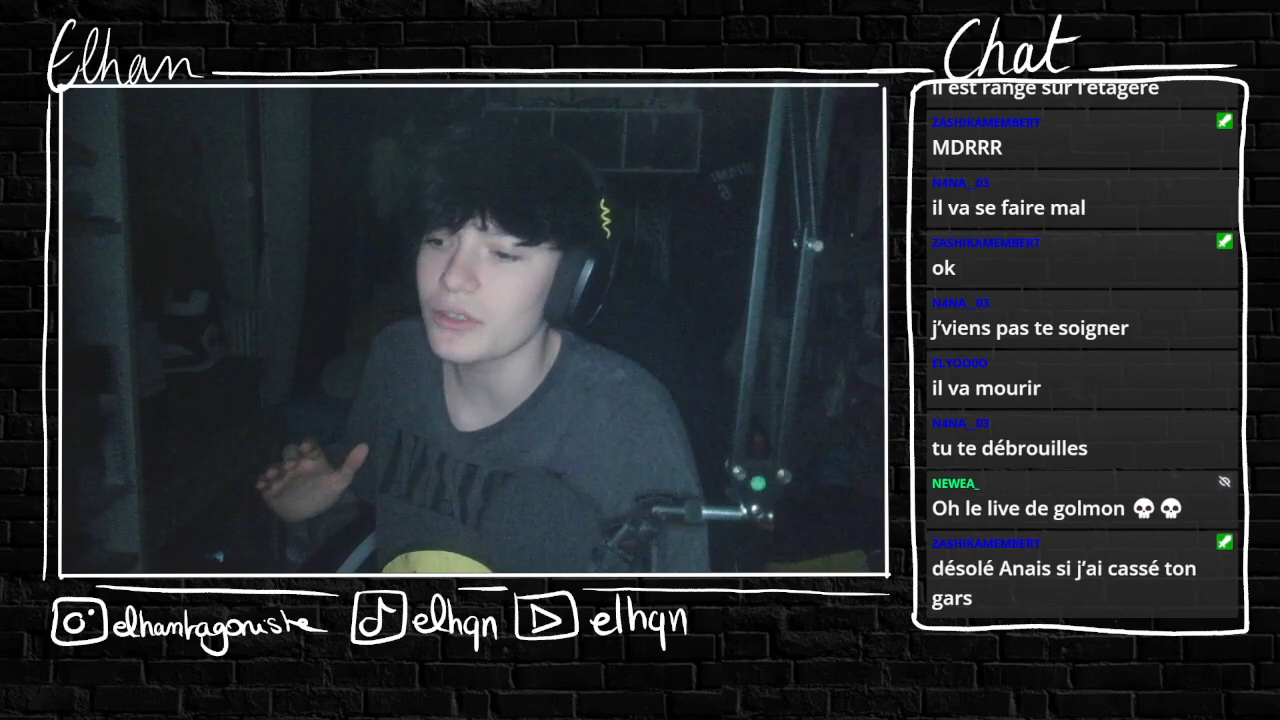 Elhan
Chat
il est rangé sur l'étagère
ZASHIKAMEMBERT
MDRRR
N4NA_03
il va se faire mal
ZASHIKAMEMBERT
ok
N4NA_03
j'viens pas te soigner
ELYOODO
il va mourir
N4NA_03
tu te débrouilles
NEWEA_
Oh le live de golmon 💀💀
ZASHIKAMEMBERT
désolé Anais si j'ai cassé ton
gars
elhantagoniste
elhqn
elhqn